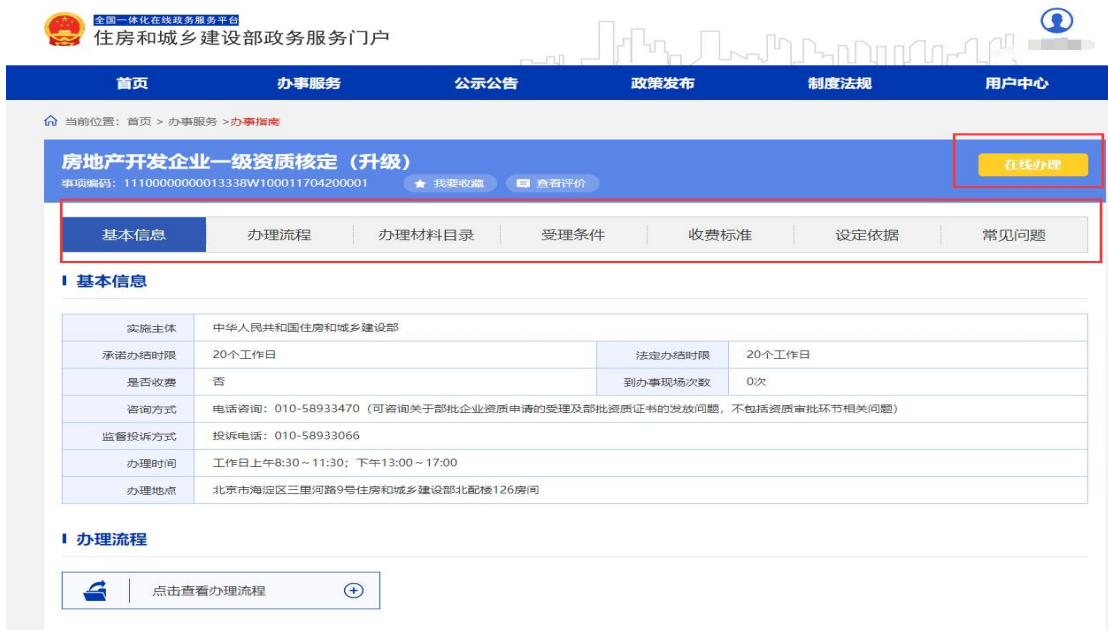 全国一体化在线政务服务平台
住房和城乡建设部政务服务门户
首页 办事服务 公示公告 政策发布 制度法规 用户中心
当前位置：首页 > 办事服务 >办事指南
房地产开发企业一级资质核定（升级）
在线办理
事项编码：1110000000013338W100011704200001 我要收藏 查看评价
基本信息 办理流程 办理材料目录 受理条件 收费标准 设定依据 常见问题
基本信息
实施主体 中华人民共和国住房和城乡建设部
承诺办结时限 20个工作日 法定办结时限 20个工作日
是否收费 否 到办事现场次数 0次
咨询方式 电话咨询：010-58933470（可咨询关于部批企业资质申请的受理及部批资质证书的发放问题，不包括资质审批环节相关问题）
监督投诉方式 投诉电话：010-58933066
办理时间 工作日上午8:30～11:30；下午13:00～17:00
办理地点 北京市海淀区三里河路9号住房和城乡建设部北配楼126房间
办理流程
点击查看办理流程